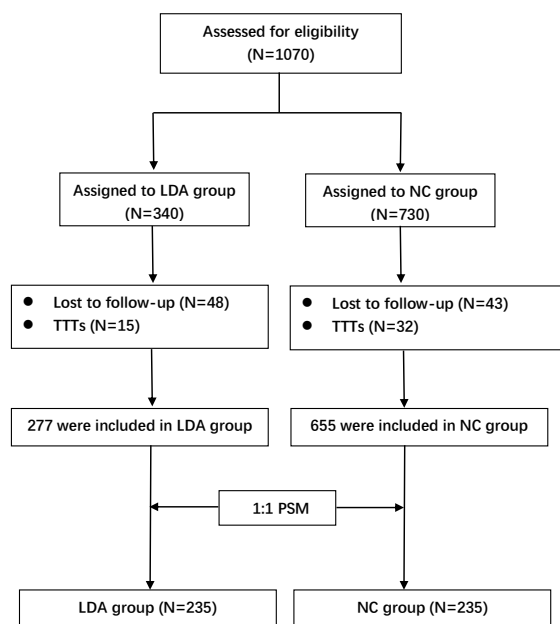 Assessed for eligibility
(N=1070)
Assigned to LDA group
(N=340)
Assigned to NC group
(N=730)
● Lost to follow-up (N=48)
● TTTs (N=15)
● Lost to follow-up (N=43)
● TTTs (N=32)
277 were included in LDA group
655 were included in NC group
1:1 PSM
LDA group (N=235)
NC group (N=235)